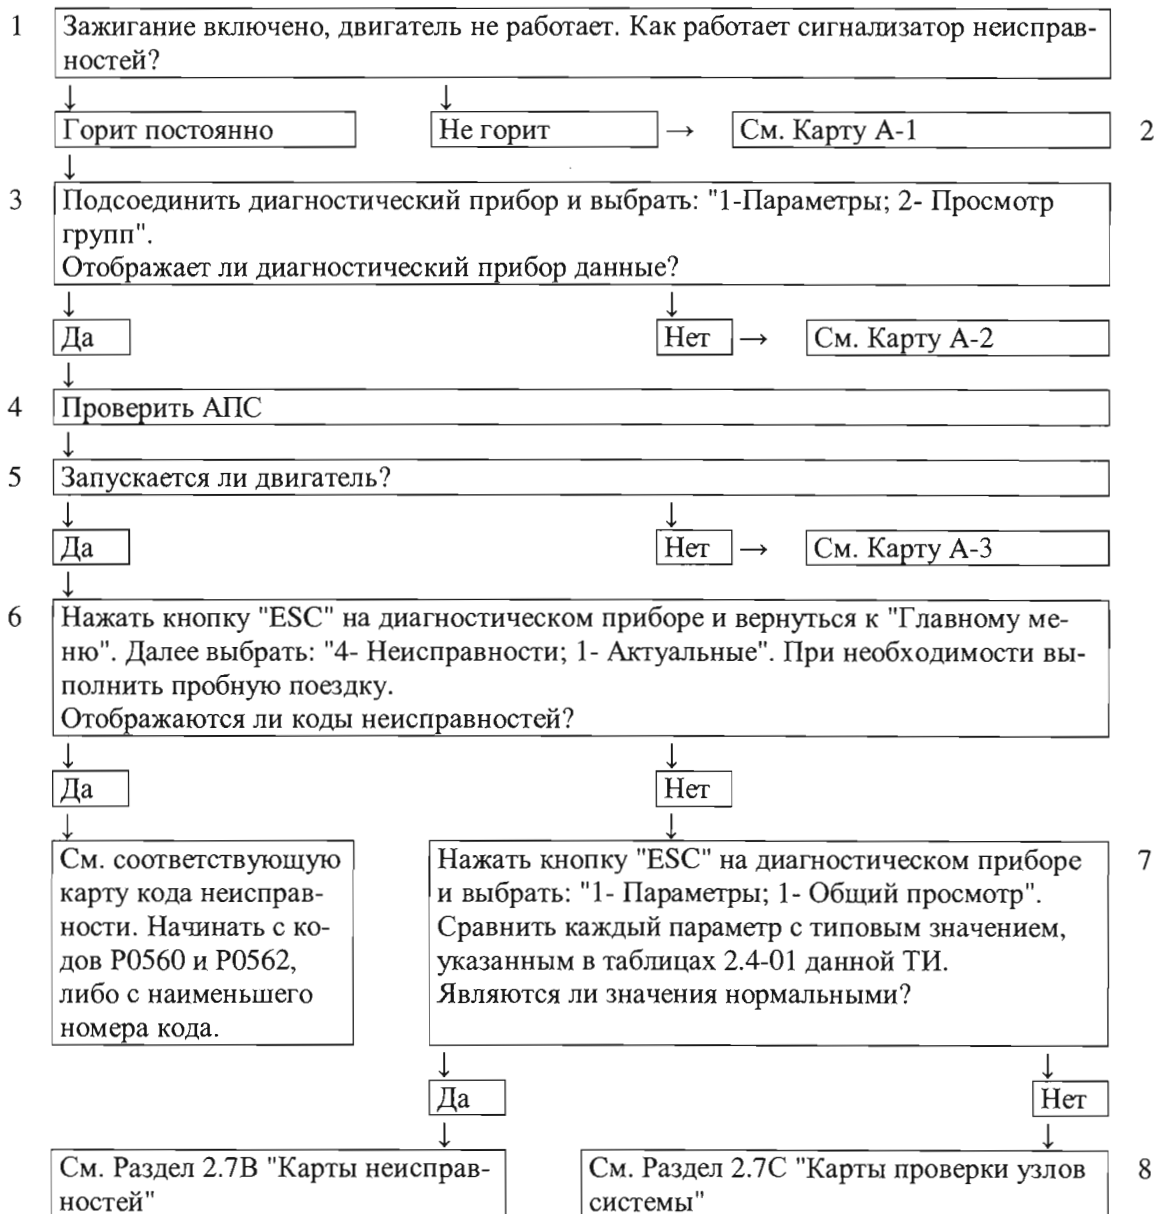 1 Зажигание включено, двигатель не работает. Как работает сигнализатор неисправ-
ностей?
↓ ↓
Горит постоянно Не горит → См. Карту А-1 2
↓
3 Подсоединить диагностический прибор и выбрать: "1-Параметры; 2- Просмотр
групп".
Отображает ли диагностический прибор данные?
↓ ↓
Да Нет → См. Карту А-2
↓
4 Проверить АПС
↓
5 Запускается ли двигатель?
↓ ↓
Да Нет → См. Карту А-3
↓
6 Нажать кнопку "ESC" на диагностическом приборе и вернуться к "Главному ме-
ню". Далее выбрать: "4- Неисправности; 1- Актуальные". При необходимости вы-
полнить пробную поездку.
Отображаются ли коды неисправностей?
↓ ↓
Да Нет
↓ ↓
См. соответствующую
карту кода неисправ-
ности. Начинать с ко-
дов Р0560 и Р0562,
либо с наименьшего
номера кода.
Нажать кнопку "ESC" на диагностическом приборе 7
и выбрать: "1- Параметры; 1- Общий просмотр".
Сравнить каждый параметр с типовым значением,
указанным в таблицах 2.4-01 данной ТИ.
Являются ли значения нормальными?
↓ ↓
Да Нет
↓ ↓
См. Раздел 2.7В "Карты неисправ-
ностей"
См. Раздел 2.7С "Карты проверки узлов 8
системы"